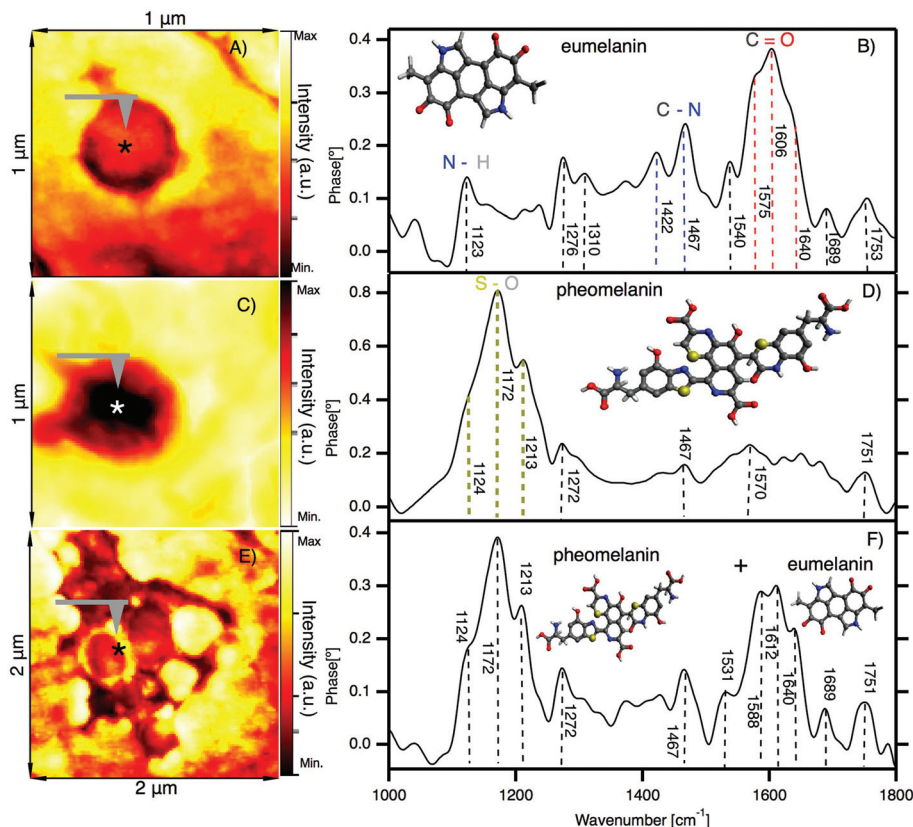 1 µm
A)
1 µm
Max
Intensity (a.u.)
Min.
B)
eumelanin
C = O
C - N
N - H
Phase[º]
0.4
0.3
0.2
0.1
0.0
1123
1276
1310
1422
1467
1540
1575
1606
1640
1689
1753
C)
1 µm
Max
Intensity (a.u.)
Min.
D)
pheomelanin
S - O
Phase[º]
0.8
0.6
0.4
0.2
0.0
1124
1172
1213
1272
1467
1570
1751
E)
2 µm
2 µm
Max
Intensity (a.u.)
Min.
F)
pheomelanin + eumelanin
Phase[º]
0.4
0.3
0.2
0.1
0.0
1124
1172
1213
1272
1467
1531
1588
1612
1640
1689
1751
1000 1200 1400 1600 1800
Wavenumber [cm⁻¹]